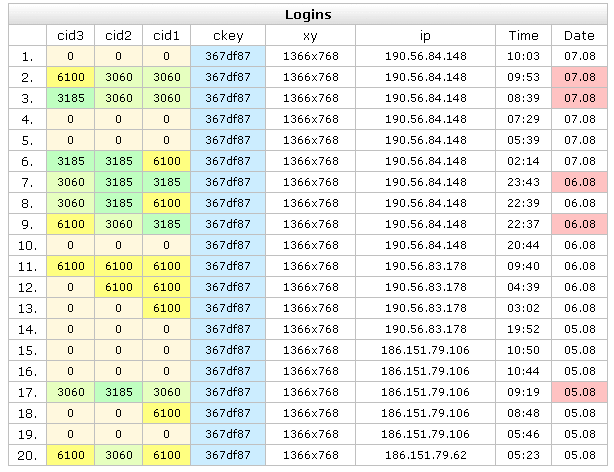 Logins
cid3 cid2 cid1 ckey xy ip Time Date
1. 0 0 0 367df87 1366x768 190.56.84.148 10:03 07.08
2. 6100 3060 3060 367df87 1366x768 190.56.84.148 09:53 07.08
3. 3185 3060 3060 367df87 1366x768 190.56.84.148 08:39 07.08
4. 0 0 0 367df87 1366x768 190.56.84.148 07:29 07.08
5. 0 0 0 367df87 1366x768 190.56.84.148 05:39 07.08
6. 3185 3185 6100 367df87 1366x768 190.56.84.148 02:14 07.08
7. 3060 3185 3185 367df87 1366x768 190.56.84.148 23:43 06.08
8. 3060 3185 6100 367df87 1366x768 190.56.84.148 22:39 06.08
9. 6100 3060 3185 367df87 1366x768 190.56.84.148 22:37 06.08
10. 0 0 0 367df87 1366x768 190.56.84.148 20:44 06.08
11. 6100 6100 6100 367df87 1366x768 190.56.83.178 09:40 06.08
12. 0 6100 6100 367df87 1366x768 190.56.83.178 04:39 06.08
13. 0 0 6100 367df87 1366x768 190.56.83.178 03:02 06.08
14. 0 0 0 367df87 1366x768 190.56.83.178 19:52 05.08
15. 0 0 0 367df87 1366x768 186.151.79.106 10:50 05.08
16. 0 0 0 367df87 1366x768 186.151.79.106 10:44 05.08
17. 3060 3185 3060 367df87 1366x768 186.151.79.106 09:19 05.08
18. 0 0 6100 367df87 1366x768 186.151.79.106 08:48 05.08
19. 0 0 0 367df87 1366x768 186.151.79.106 05:46 05.08
20. 6100 3060 6100 367df87 1366x768 186.151.79.62 05:23 05.08